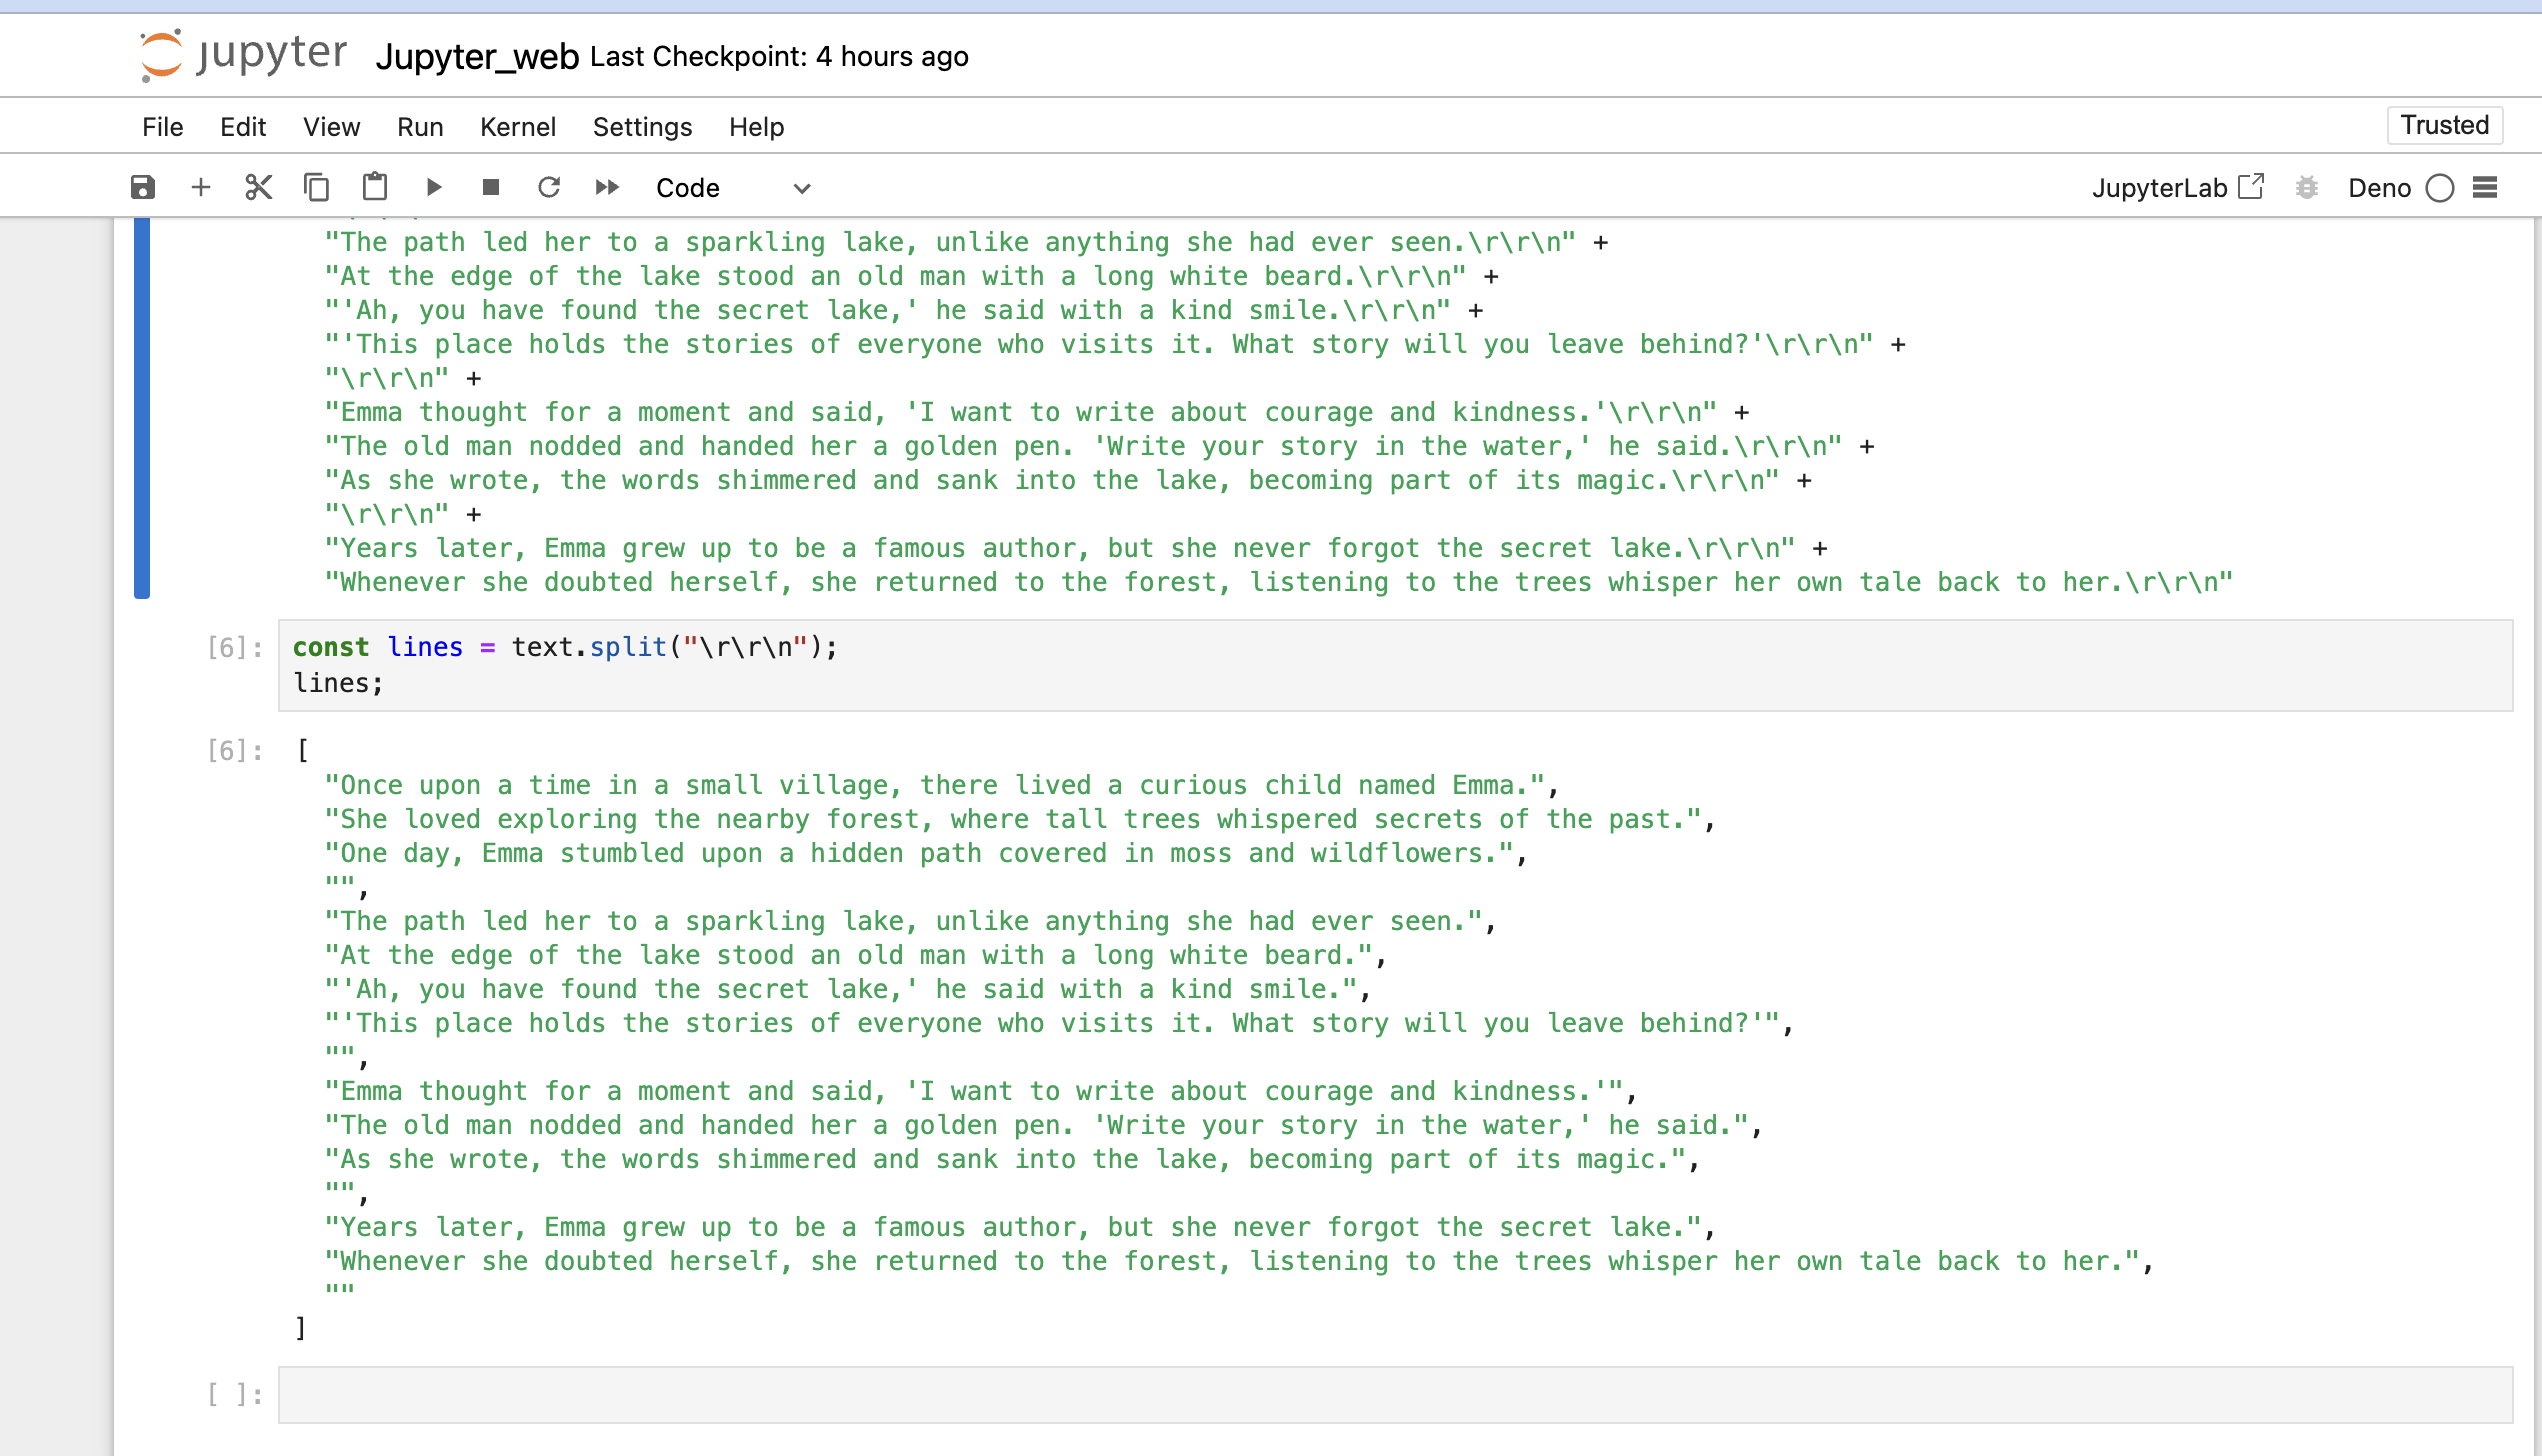 jupyter Jupyter_web Last Checkpoint: 4 hours ago
File Edit View Run Kernel Settings Help Trusted
Code JupyterLab Deno
"The path led her to a sparkling lake, unlike anything she had ever seen.\r\r\n" +
"At the edge of the lake stood an old man with a long white beard.\r\r\n" +
"'Ah, you have found the secret lake,' he said with a kind smile.\r\r\n" +
"'This place holds the stories of everyone who visits it. What story will you leave behind?'\r\r\n" +
"\r\r\n" +
"Emma thought for a moment and said, 'I want to write about courage and kindness.'\r\r\n" +
"The old man nodded and handed her a golden pen. 'Write your story in the water,' he said.\r\r\n" +
"As she wrote, the words shimmered and sank into the lake, becoming part of its magic.\r\r\n" +
"\r\r\n" +
"Years later, Emma grew up to be a famous author, but she never forgot the secret lake.\r\r\n" +
"Whenever she doubted herself, she returned to the forest, listening to the trees whisper her own tale back to her.\r\r\n"
[6]: const lines = text.split("\r\r\n");
lines;
[6]: [
"Once upon a time in a small village, there lived a curious child named Emma.",
"She loved exploring the nearby forest, where tall trees whispered secrets of the past.",
"One day, Emma stumbled upon a hidden path covered in moss and wildflowers.",
"",
"The path led her to a sparkling lake, unlike anything she had ever seen.",
"At the edge of the lake stood an old man with a long white beard.",
"'Ah, you have found the secret lake,' he said with a kind smile.",
"'This place holds the stories of everyone who visits it. What story will you leave behind?'",
"",
"Emma thought for a moment and said, 'I want to write about courage and kindness.'",
"The old man nodded and handed her a golden pen. 'Write your story in the water,' he said.",
"As she wrote, the words shimmered and sank into the lake, becoming part of its magic.",
"",
"Years later, Emma grew up to be a famous author, but she never forgot the secret lake.",
"Whenever she doubted herself, she returned to the forest, listening to the trees whisper her own tale back to her.",
""
]
[ ]: